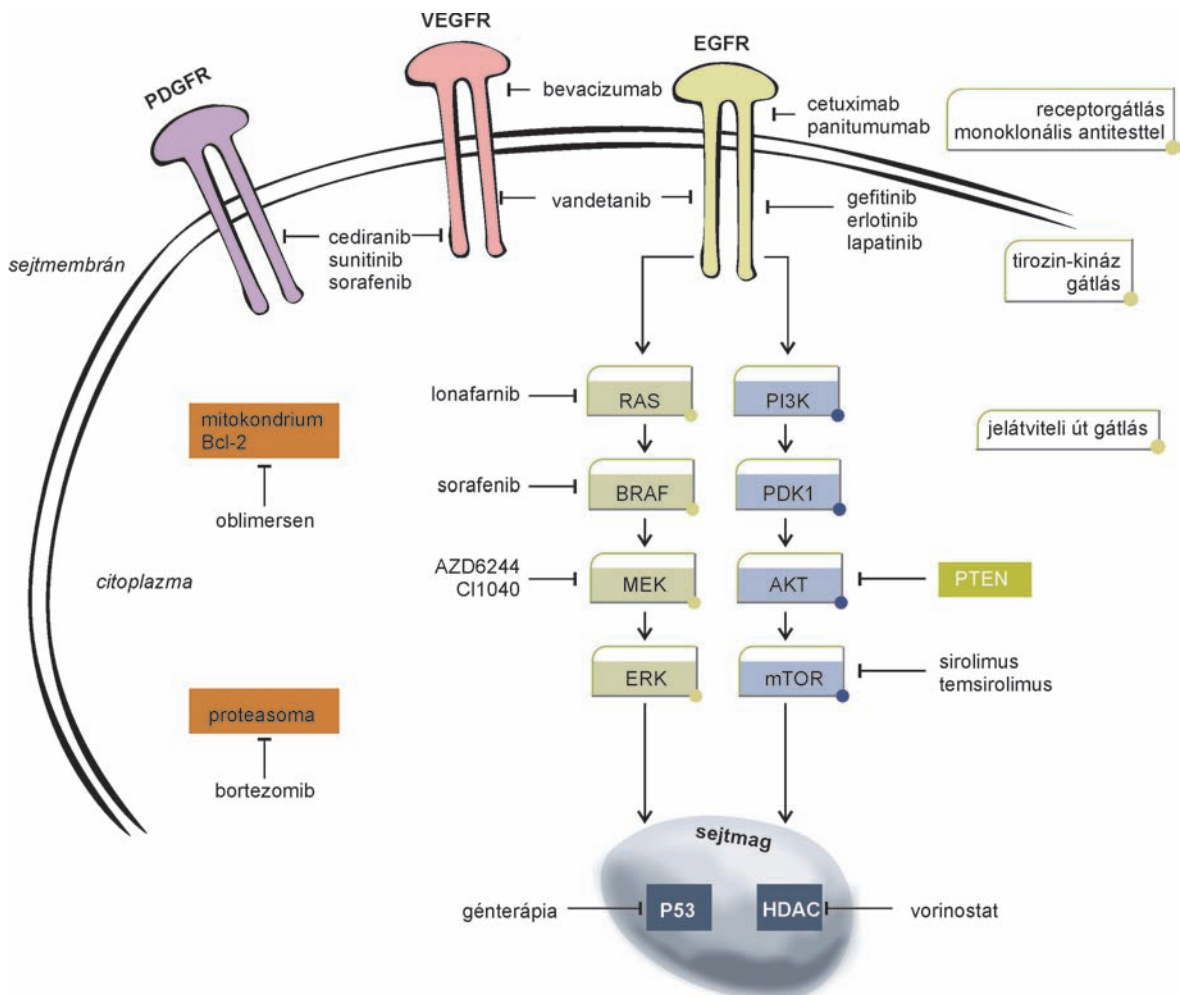 VEGFR
EGFR
PDGFR
bevacizumab
cetuximab
panitumumab
receptorgátlás
monoklonális antitesttel
vandetanib
gefitinib
erlotinib
lapatinib
cediranib
sunitinib
sorafenib
sejtmembrán
tirozin-kináz
gátlás
lonafarnib
RAS
PI3K
mitokondrium
Bcl-2
jelátviteli út gátlás
sorafenib
BRAF
PDK1
oblimersen
citoplazma
AZD6244
CI1040
MEK
AKT
PTEN
ERK
mTOR
sirolimus
temsirolimus
proteasoma
bortezomib
sejtmag
génterápia
P53
HDAC
vorinostat